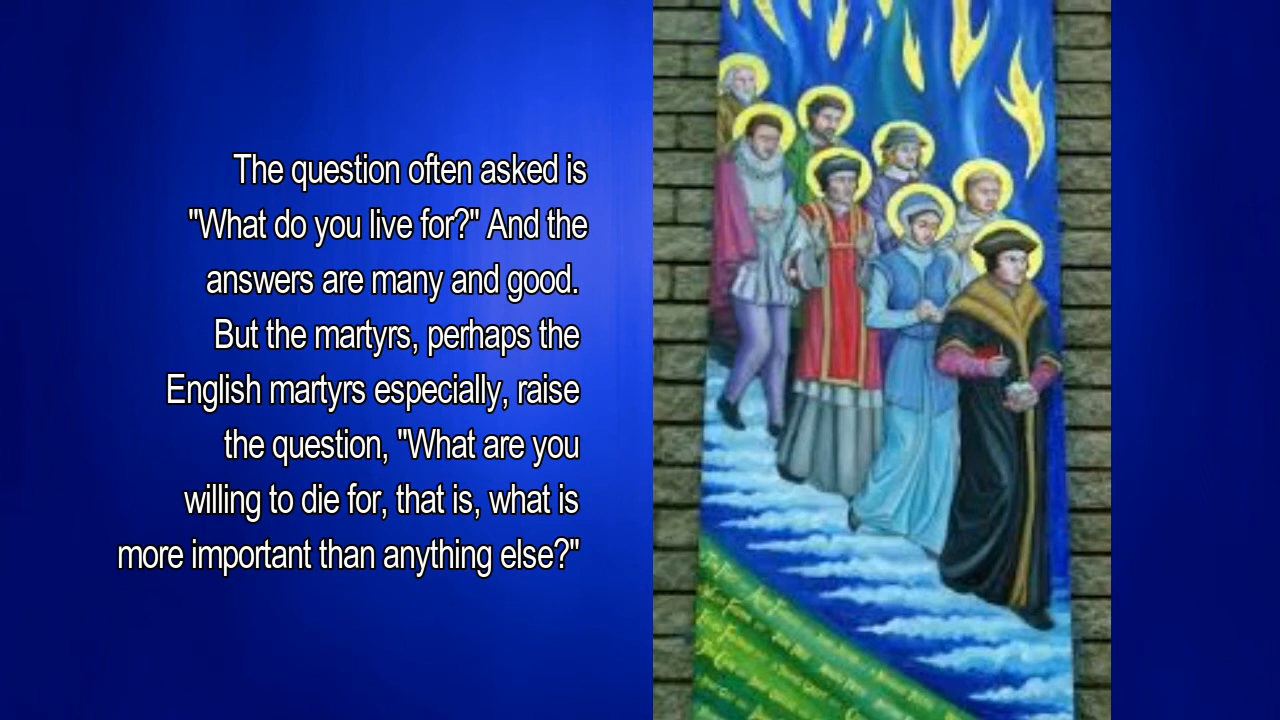 The question often asked is
"What do you live for?" And the
answers are many and good.
But the martyrs, perhaps the
English martyrs especially, raise
the question, "What are you
willing to die for, that is, what is
more important than anything else?"